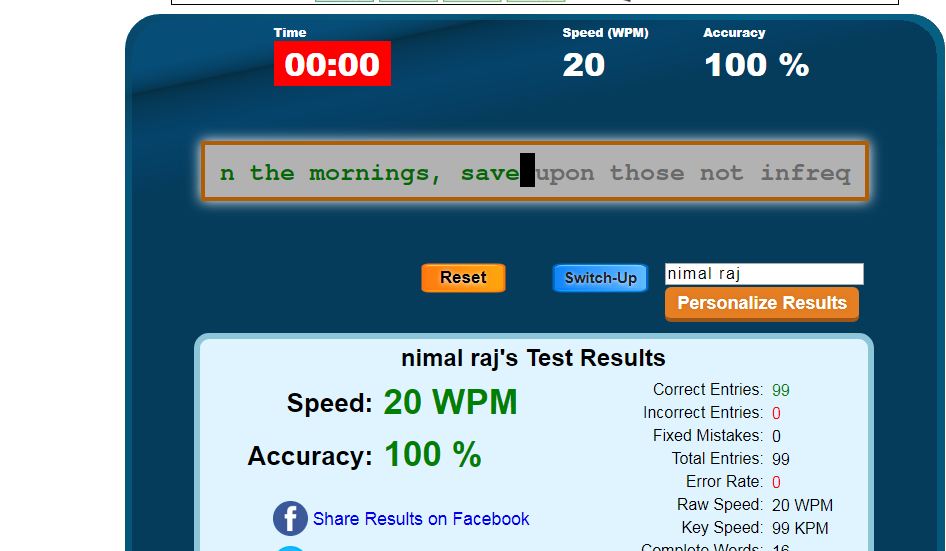 Time
Speed (WPM)
Accuracy
00:00
20
100 %
n the mornings, save upon those not infreq
Reset
Switch-Up
nimal raj
Personalize Results
nimal raj's Test Results
Speed: 20 WPM
Accuracy: 100 %
Share Results on Facebook
Correct Entries: 99
Incorrect Entries: 0
Fixed Mistakes: 0
Total Entries: 99
Error Rate: 0
Raw Speed: 20 WPM
Key Speed: 99 KPM
Complete Words: 16